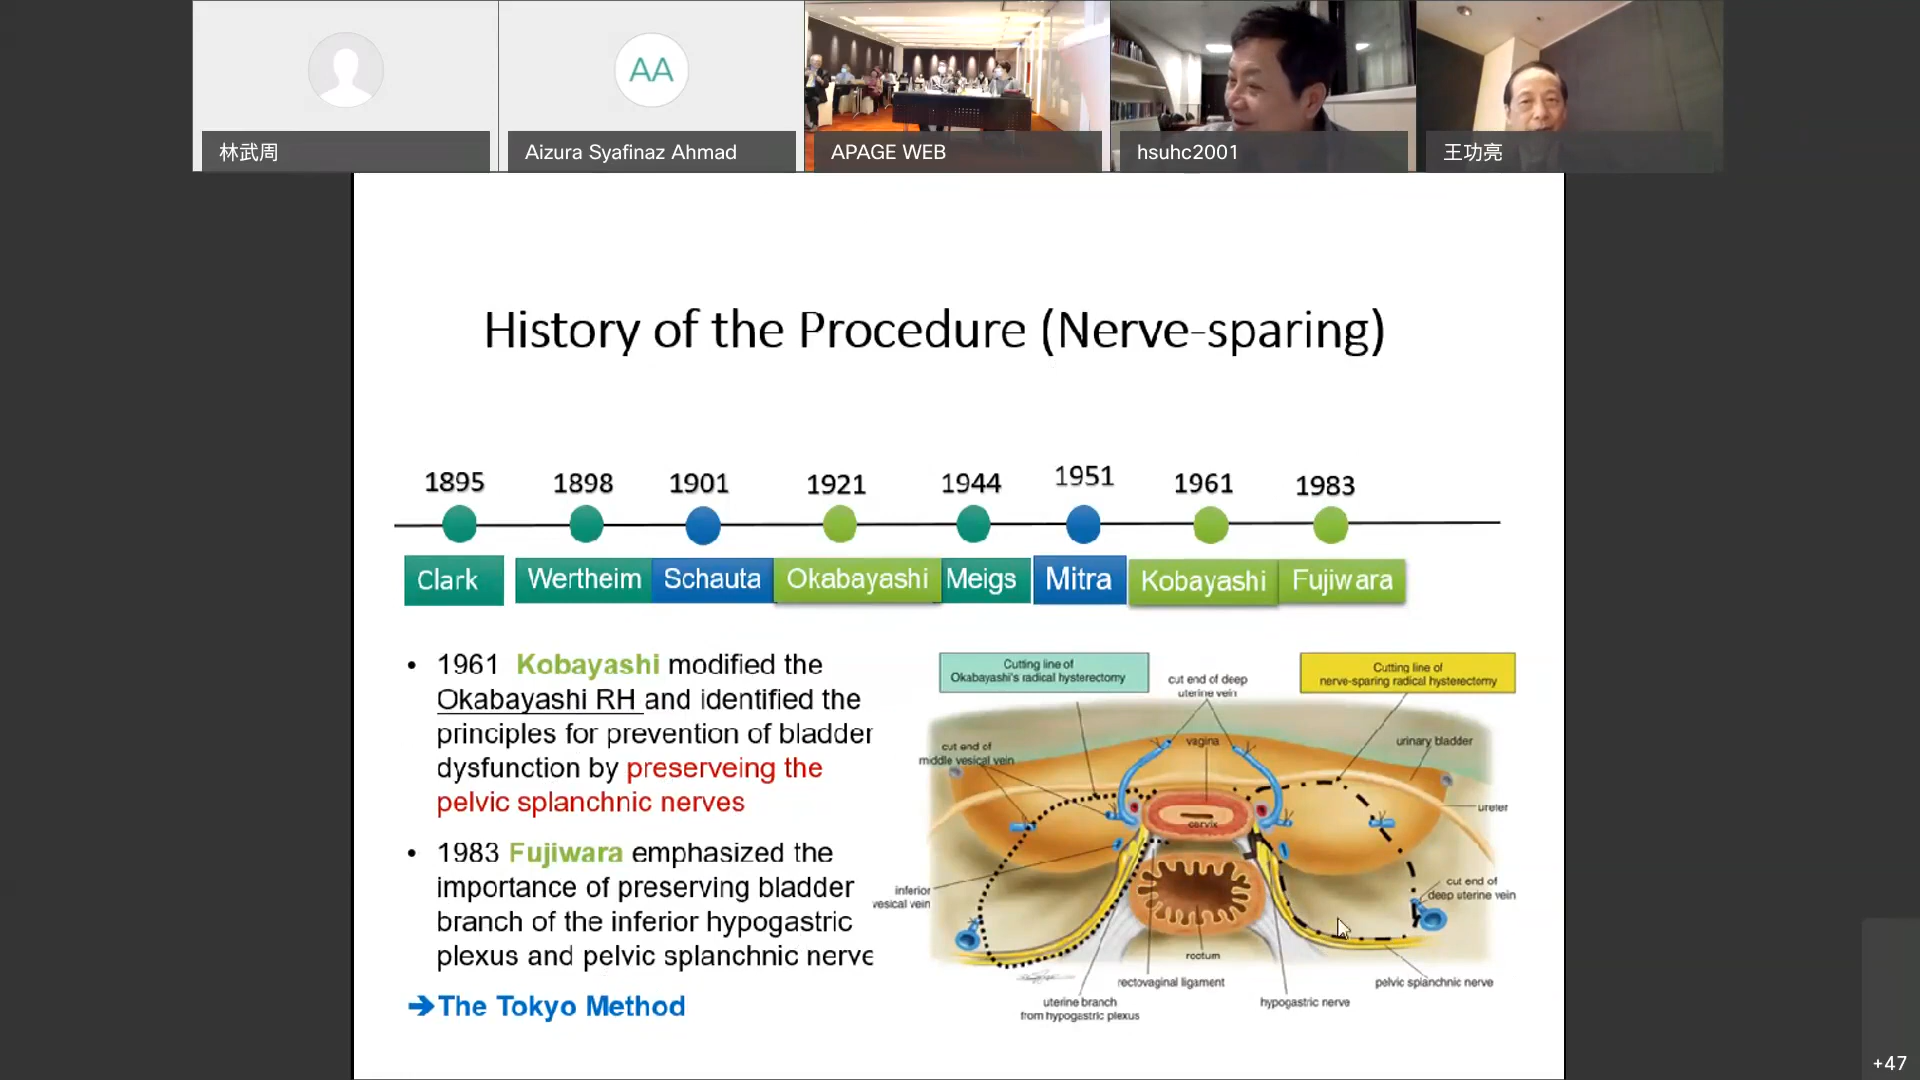 林武周
AA
Aizura Syafinaz Ahmad
APAGE WEB
hsuhc2001
王功亮
History of the Procedure (Nerve-sparing)
1895
1898
1901
1921
1944
1951
1961
1983
Clark
Wertheim
Schauta
Okabayashi
Meigs
Mitra
Kobayashi
Fujiwara
• 1961 Kobayashi modified the
Okabayashi RH and identified the
principles for prevention of bladder
dysfunction by preserveing the
pelvic splanchnic nerves
• 1983 Fujiwara emphasized the
importance of preserving bladder
branch of the inferior hypogastric
plexus and pelvic splanchnic nerve
➔The Tokyo Method
Cutting line of
Okabayashi's radical hysterectomy
cut end of deep
uterine vein
Cutting line of
nerve-sparing radical hysterectomy
cut end of
middle vesical vein
vagina
urinary bladder
ureter
cervix
inferior
vesical vein
cut end of
deep uterine vein
rectum
rectovaginal ligament
pelvic splanchnic nerve
uterine branch
from hypogastric plexus
hypogastric nerve
+47